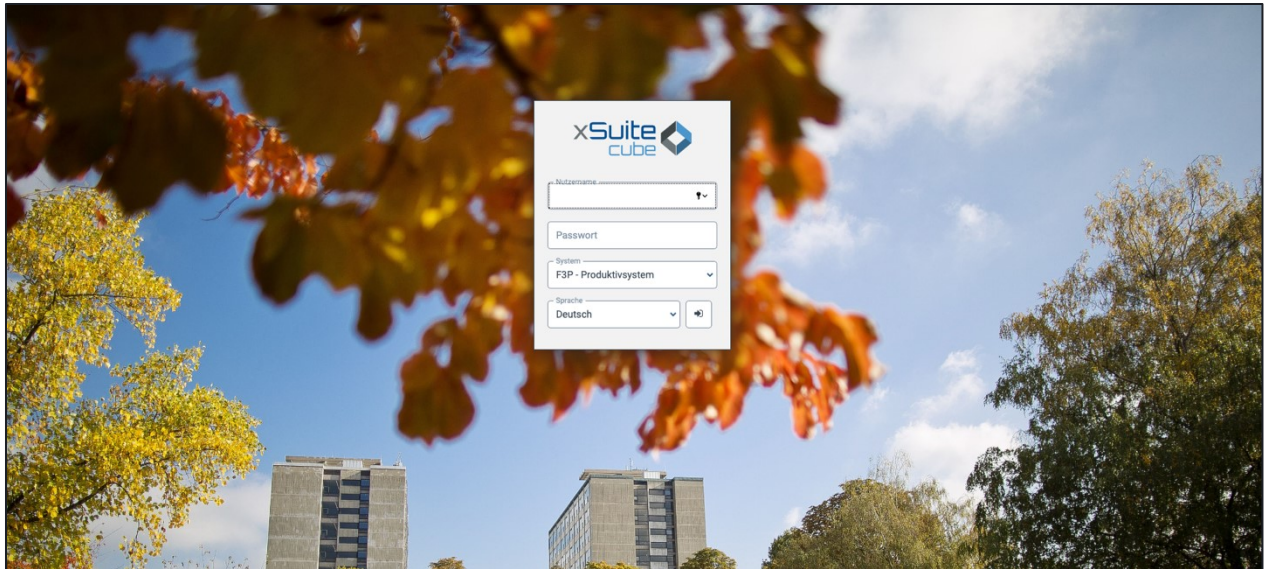 xSuite
cube
Nutzername
Passwort
System
F3P - Produktivsystem
Sprache
Deutsch